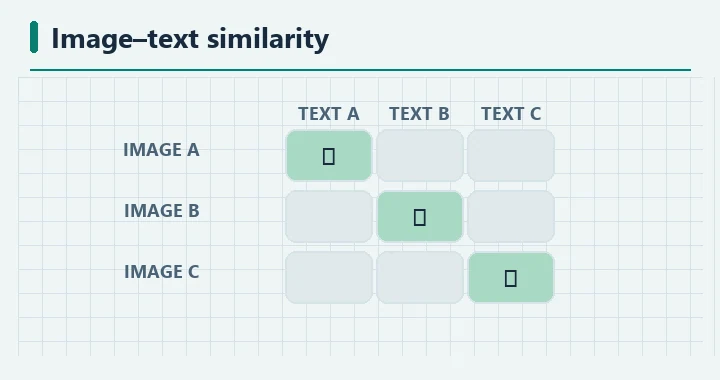 Image–text similarity
TEXT A TEXT B TEXT C
IMAGE A
IMAGE B
IMAGE C